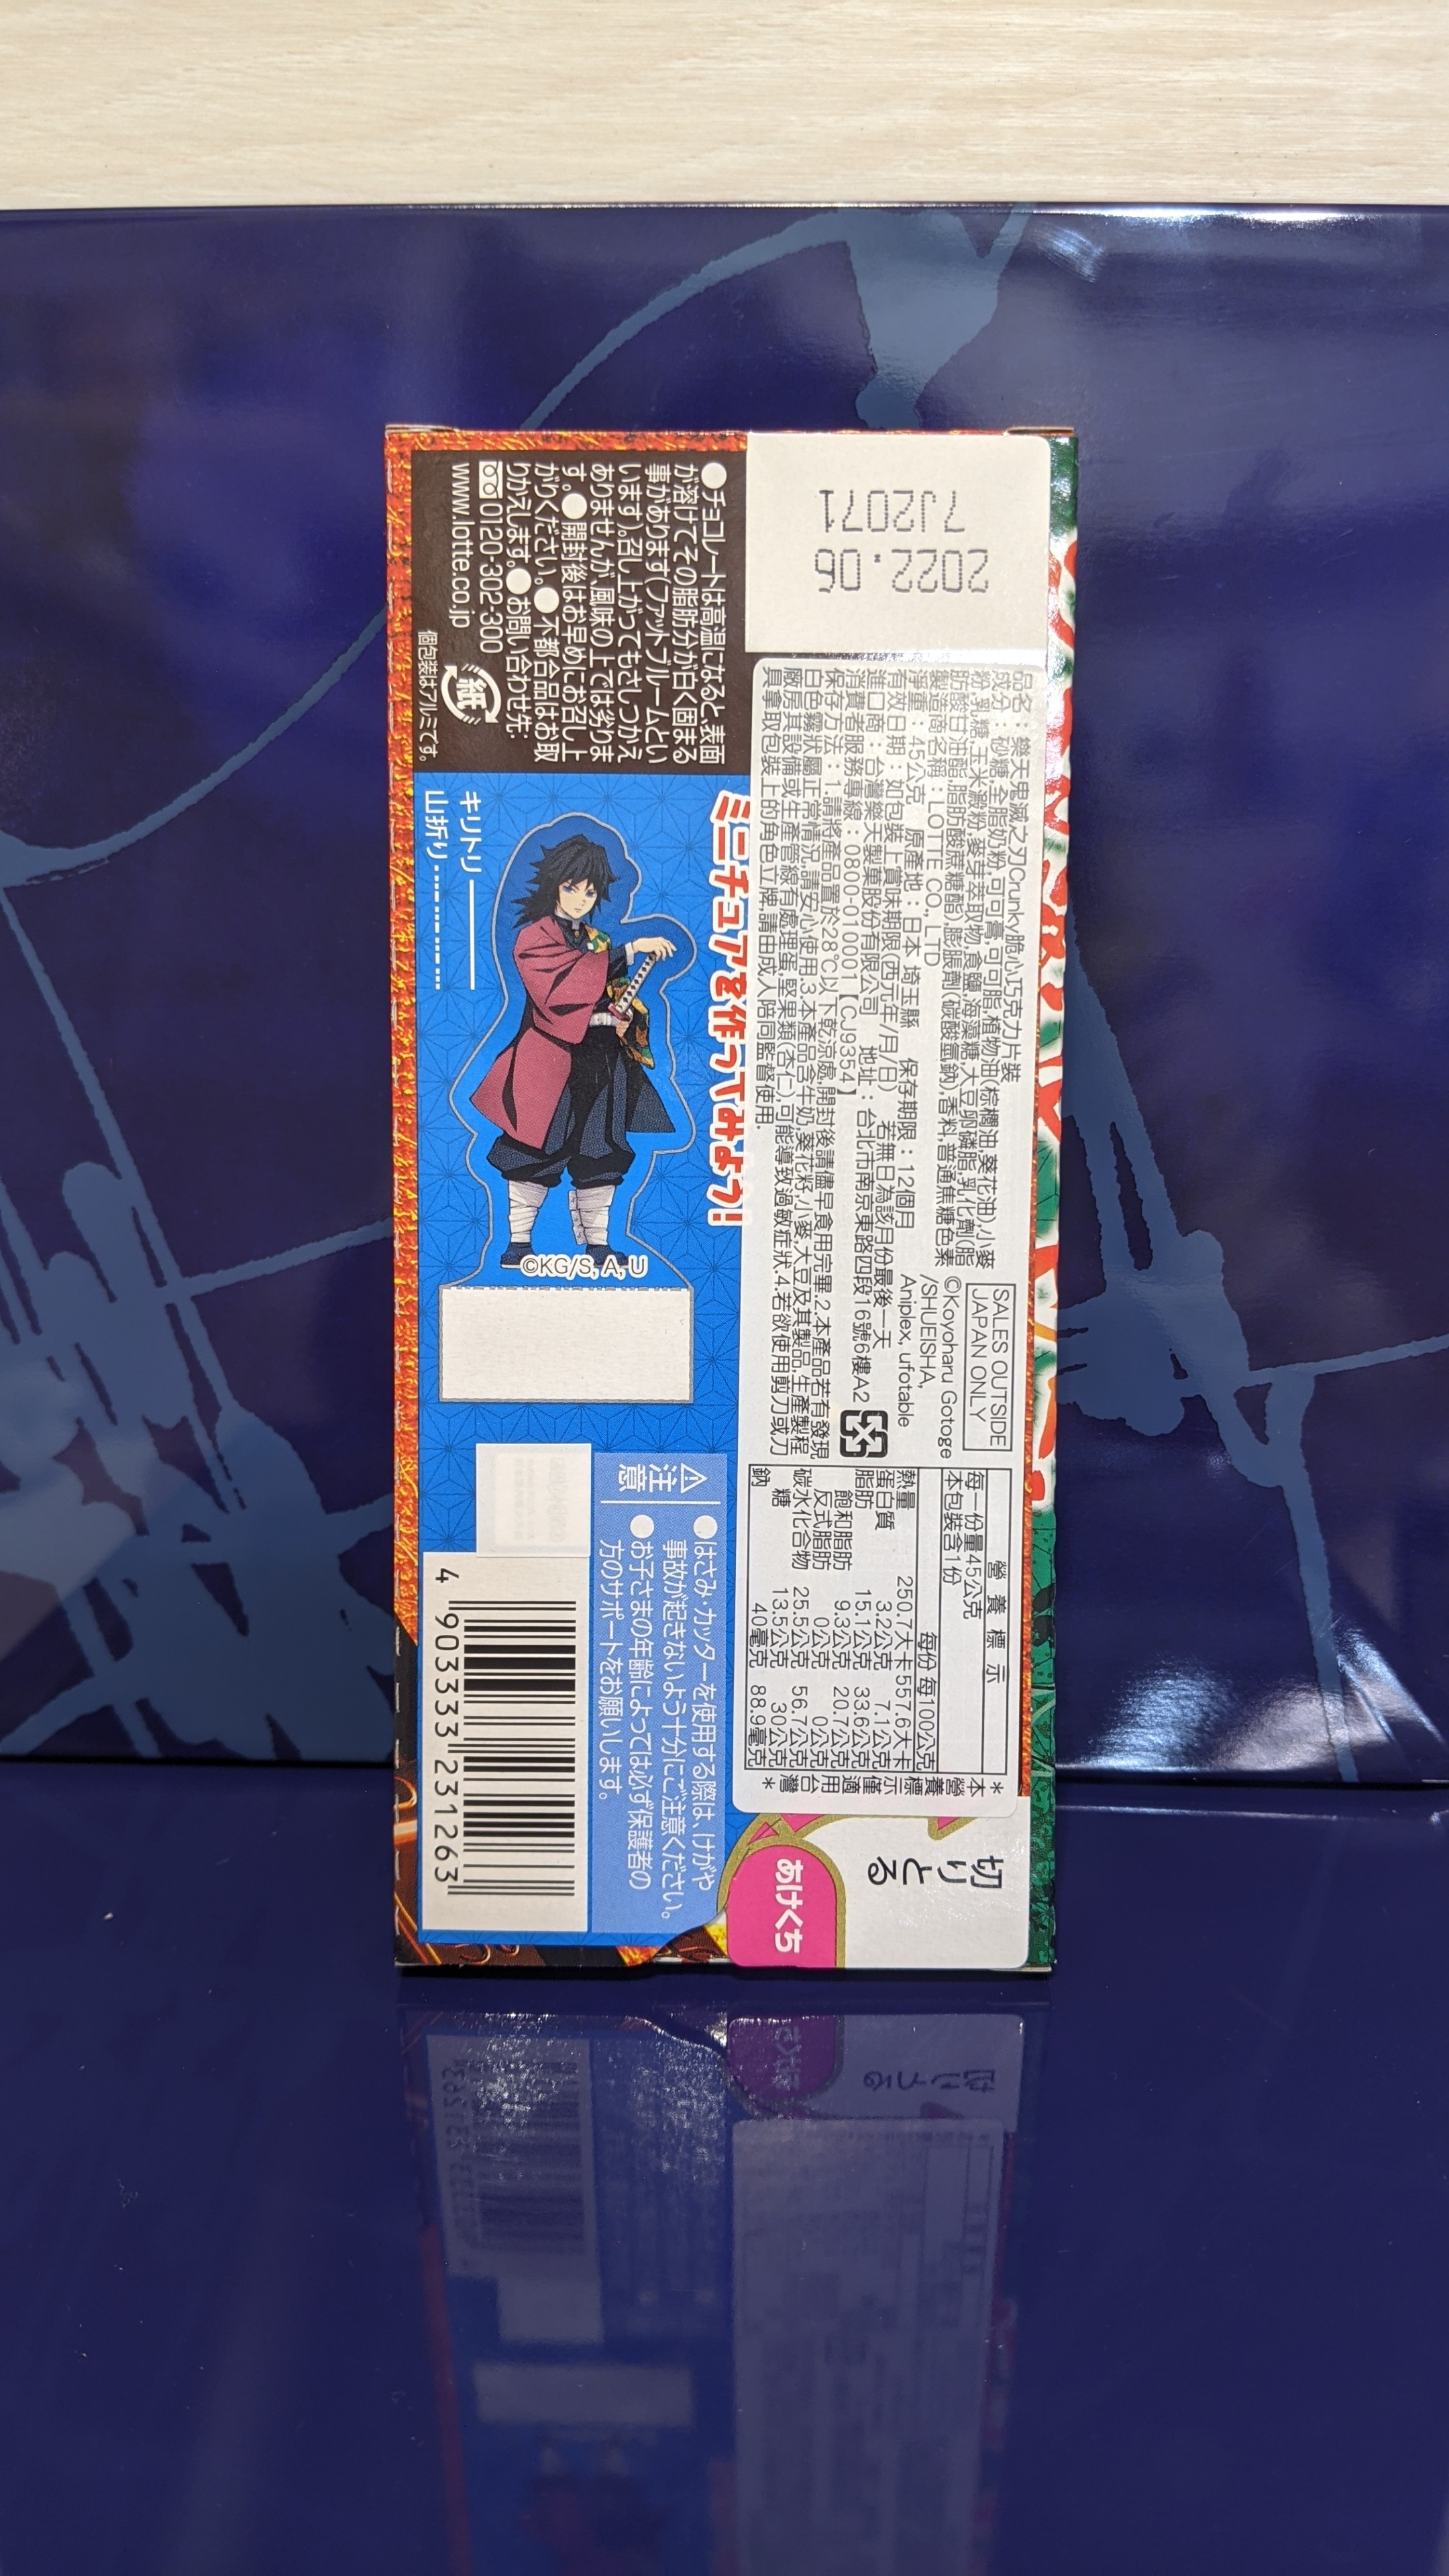 2022.06
7J2071
品名：樂天鬼滅之刃Crunky脆心巧克力片裝
成分：砂糖,全脂奶粉,可可膏,可可脂,植物油(棕櫚油,葵花油),小麥
粉,乳糖,玉米澱粉,麥芽萃取物,食鹽,海藻糖,大豆卵磷脂,乳化劑(脂
肪酸甘油酯,脂肪酸蔗糖酯),膨脹劑(碳酸氫鈉),香料,普通焦糖色素
製造商名稱：LOTTE CO., LTD
淨重：45公克 原產地：日本 埼玉縣 保存期限：12個月
有效日期：如包裝上賞味期限(西元年/月/日) 若無日為該月份最後一天
進口商：台灣樂天製菓股份有限公司 地址：台北市南京東路四段16號6樓A2
消費者服務專線：0800-010001【CJ9354】
保存方法：1.請將產品置於28°C以下乾涼處,開封後請儘早食用完畢.2.本產品若有發現
白色霧狀屬正常情況,請安心使用.3.本產品含牛奶,葵花籽,小麥,大豆及其製品,生產製程
廠房其設備或生產管線有處理蛋,堅果類(杏仁),可能導致過敏症狀.4.若欲使用剪刀或刀
具拿取包裝上的角色立牌,請由成人陪同監督使用.
SALES OUTSIDE
JAPAN ONLY
©Koyoharu Gotoge
/SHUEISHA,
Aniplex, ufotable
營養標示
每一份量45公克
本包裝含1份
每份 每100公克
熱量 250.7大卡 557.6大卡
蛋白質 3.2公克 7.1公克
脂肪 15.1公克 33.6公克
飽和脂肪 9.3公克 20.7公克
反式脂肪 0公克 0公克
碳水化合物 25.5公克 56.7公克
糖 13.5公克 30公克
鈉 40毫克 88.9毫克
*本營養標示僅適用台灣*
切りとる
あけくち
●チョコレートは高温になると、表面
が溶けてその脂肪分が白く固まる
事があります(ファットブルームとい
います)。召し上がってもさしつかえ
ありませんが、風味の上では劣りま
す。●開封後はお早めにお召し上
がりください。●不都合品はお取
りかえします。●お問い合わせ先：
0120-302-300
www.lotte.co.jp
紙
個包装はアルミです。
ミニチュアを作ってみよう!
キリトリ
山折り
©KG/S, A, U
注意
●はさみ・カッターを使用する際は、けがや
事故が起きないよう十分にご注意ください。
●お子さまの年齢によっては必ず保護者の
方のサポートをお願いします。
4 903333 231263